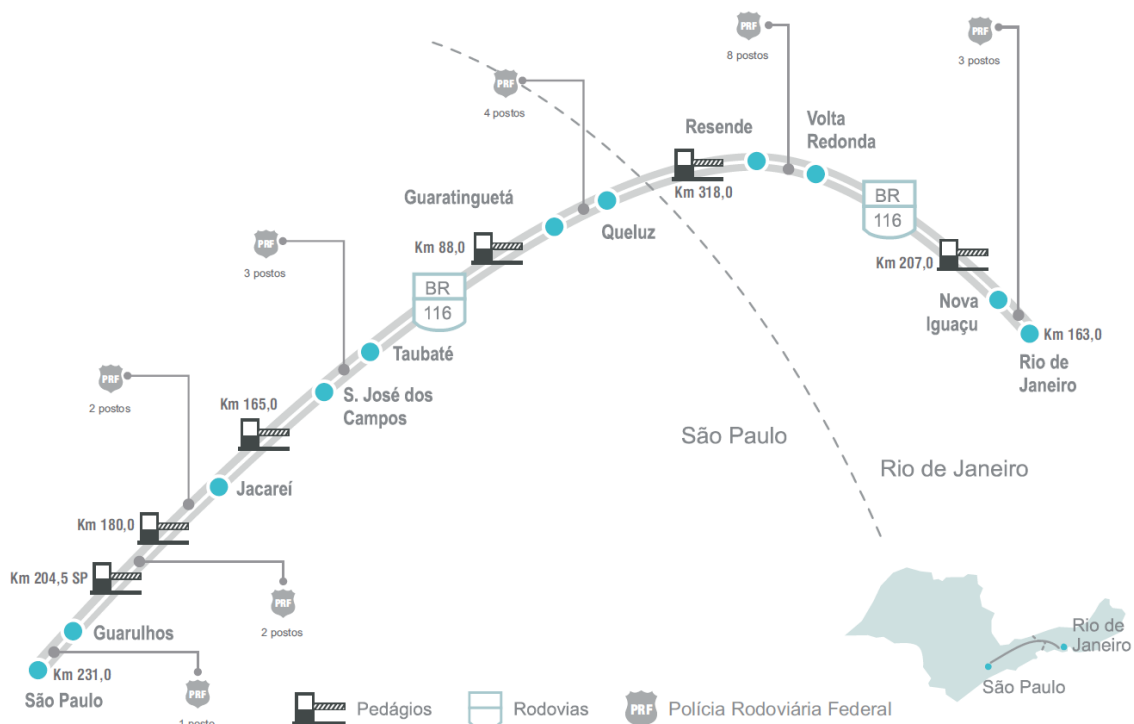 PRF
8 postos
PRF
3 postos
PRF
4 postos
Resende
Volta
Redonda
Km 318,0
BR
116
Guaratinguetá
Queluz
Km 88,0
Km 207,0
PRF
3 postos
BR
116
Nova
Iguaçu
Km 163,0
Rio de
Janeiro
Taubaté
PRF
2 postos
S. José dos
Campos
Km 165,0
São Paulo
Rio de Janeiro
Jacareí
Km 180,0
Km 204,5 SP
PRF
2 postos
Guarulhos
Km 231,0
São Paulo
PRF
1 posto
Rio de
Janeiro
São Paulo
Pedágios
BR
Rodovias
PRF
Polícia Rodoviária Federal